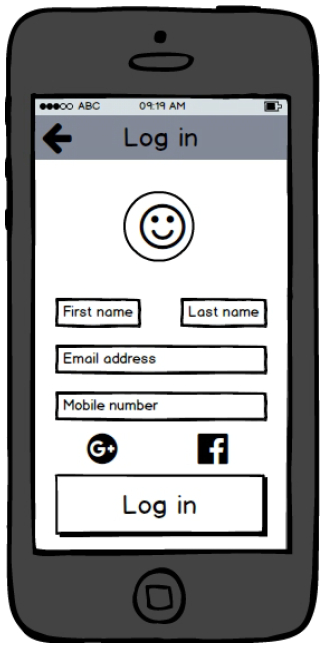 ABC 09:19 AM
Log in
First name Last name
Email address
Mobile number
G+ f
Log in